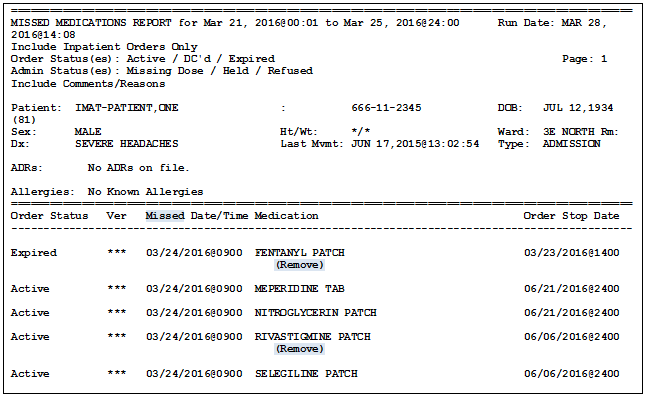 MISSED MEDICATIONS REPORT for Mar 21, 2016@00:01 to Mar 25, 2016@24:00 Run Date: MAR 28,
2016@14:08
Include Inpatient Orders Only
Order Status(es): Active / DC'd / Expired Page: 1
Admin Status(es): Missing Dose / Held / Refused
Include Comments/Reasons
Patient: IMAT-PATIENT,ONE : 666-11-2345 DOB: JUL 12,1934
(81)
Sex: MALE Ht/Wt: */* Ward: 3E NORTH Rm:
Dx: SEVERE HEADACHES Last Mvmt: JUN 17,2015@13:02:54 Type: ADMISSION
ADRs: No ADRs on file.
Allergies: No Known Allergies
Order Status Ver Missed Date/Time Medication Order Stop Date
Expired *** 03/24/2016@0900 FENTANYL PATCH 03/23/2016@1400
(Remove)
Active *** 03/24/2016@0900 MEPERIDINE TAB 06/21/2016@2400
Active *** 03/24/2016@0900 NITROGLYCERIN PATCH 06/21/2016@2400
Active *** 03/24/2016@0900 RIVASTIGMINE PATCH 06/06/2016@2400
(Remove)
Active *** 03/24/2016@0900 SELEGILINE PATCH 06/06/2016@2400